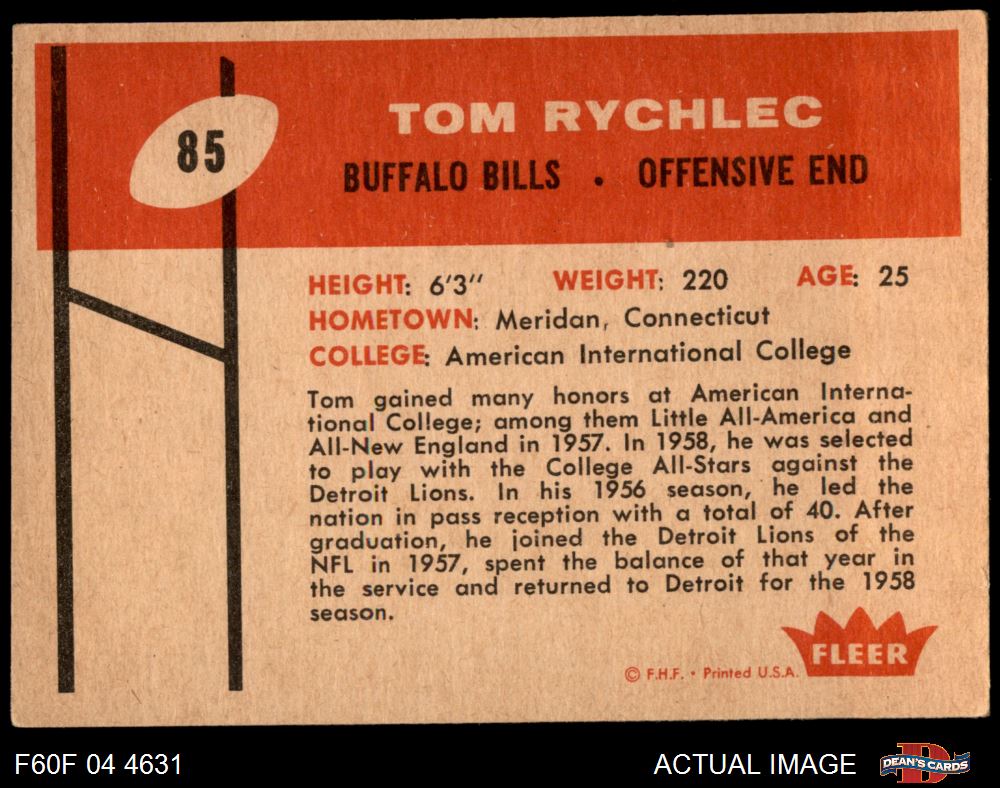 85
TOM RYCHLEC
BUFFALO BILLS . OFFENSIVE END
HEIGHT: 6'3" WEIGHT: 220 AGE: 25
HOMETOWN: Meridan, Connecticut
COLLEGE: American International College
Tom gained many honors at American Interna-
tional College; among them Little All-America and
All-New England in 1957. In 1958, he was selected
to play with the College All-Stars against the
Detroit Lions. In his 1956 season, he led the
nation in pass reception with a total of 40. After
graduation, he joined the Detroit Lions of the
NFL in 1957, spent the balance of that year in
the service and returned to Detroit for the 1958
season.
FLEER
© F.H.F. • Printed U.S.A.
F60F 04 4631 ACTUAL IMAGE DEAN'S CARDS